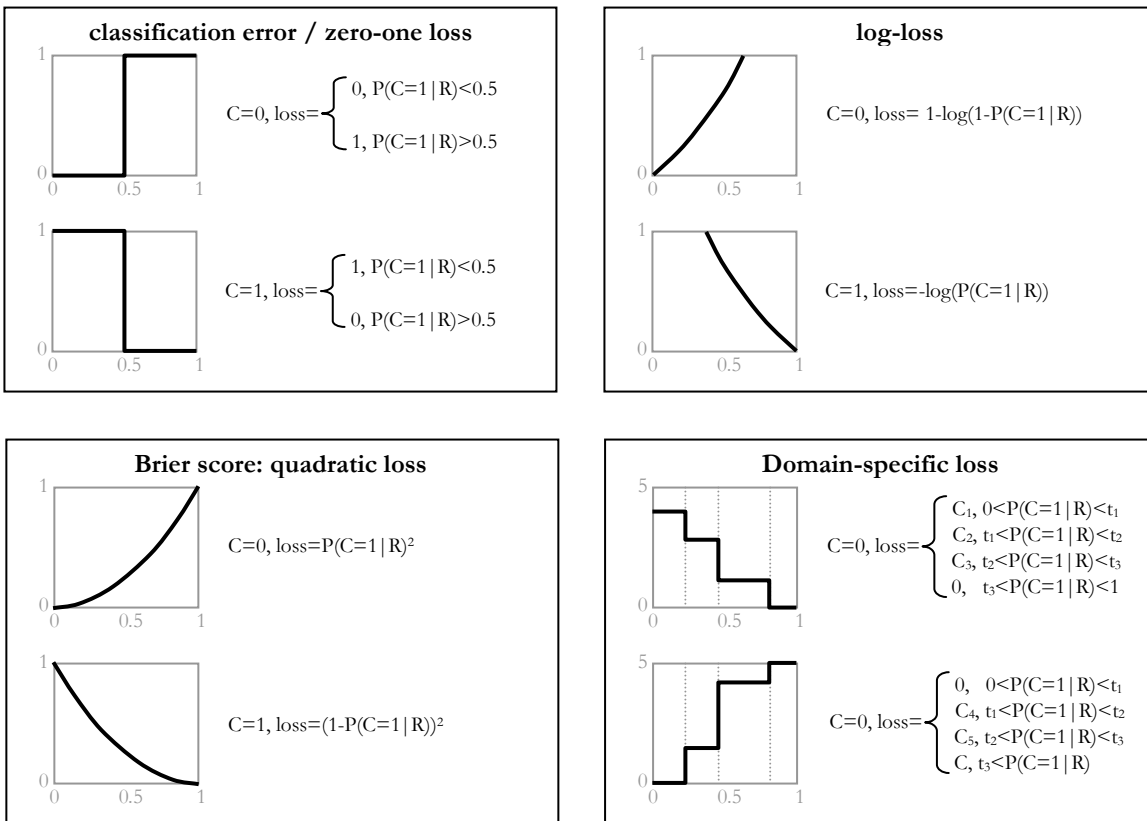 classification error / zero-one loss
1
0
0 0.5 1
C=0, loss=
0, P(C=1|R)<0.5
1, P(C=1|R)>0.5
1
0
0 0.5 1
C=1, loss=
1, P(C=1|R)<0.5
0, P(C=1|R)>0.5
log-loss
1
0
0 0.5 1
C=0, loss= 1-log(1-P(C=1|R))
1
0
0 0.5 1
C=1, loss=-log(P(C=1|R))
Brier score: quadratic loss
1
0
0 0.5 1
C=0, loss=P(C=1|R)²
1
0
0 0.5 1
C=1, loss=(1-P(C=1|R))²
Domain-specific loss
5
0
0 0.5 1
C=0, loss=
C₁, 0<P(C=1|R)<t₁
C₂, t₁<P(C=1|R)<t₂
C₃, t₂<P(C=1|R)<t₃
0, t₃<P(C=1|R)<1
5
0
0 0.5 1
C=0, loss=
0, 0<P(C=1|R)<t₁
C₄, t₁<P(C=1|R)<t₂
C₅, t₂<P(C=1|R)<t₃
C, t₃<P(C=1|R)